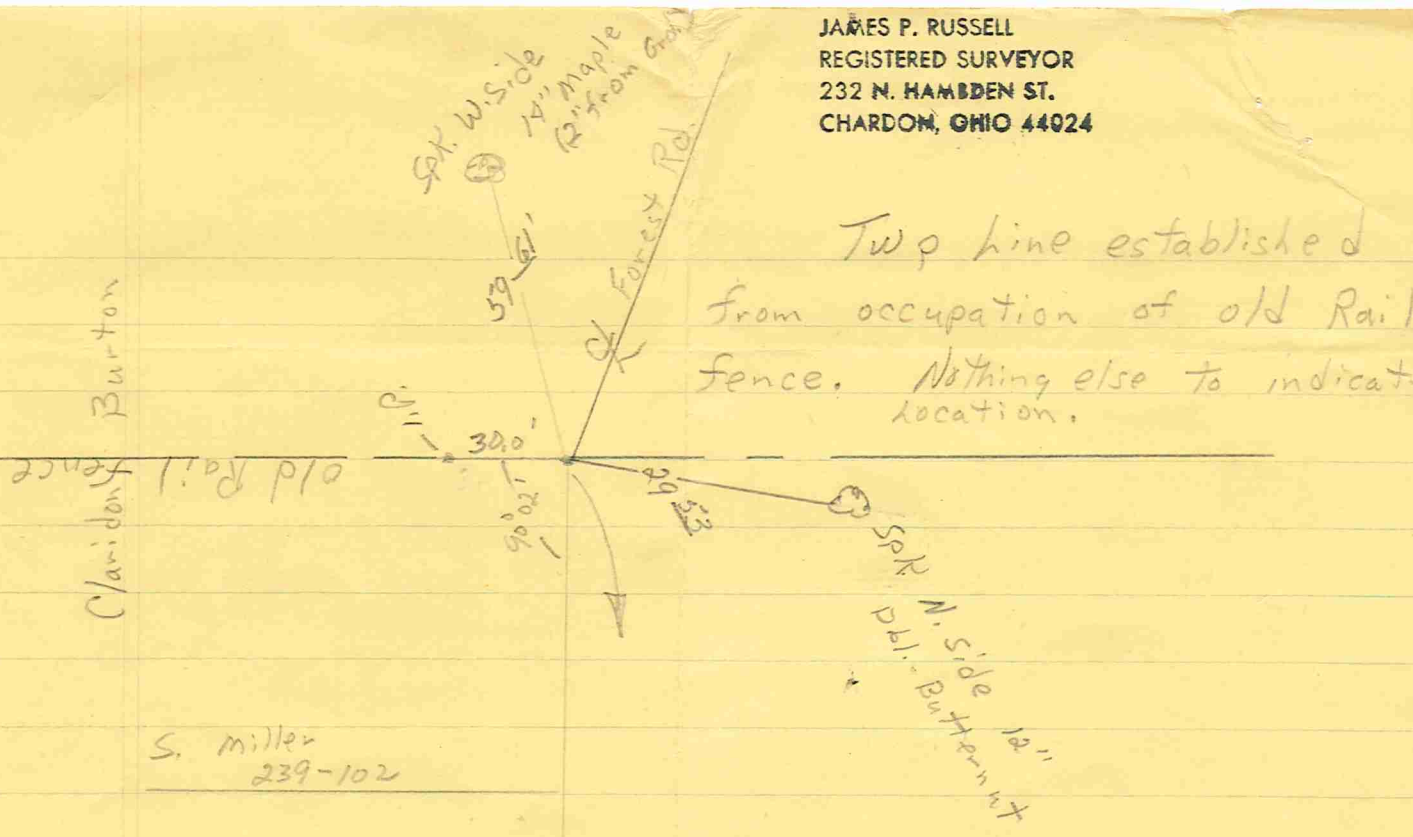 JAMES P. RUSSELL
REGISTERED SURVEYOR
232 N. HAMBDEN ST.
CHARDON, OHIO 44024
Spk. W. Side
14" Maple
(2" from Grd)
℄ Forest Rd.
59.61'
Twp Line established
from occupation of old Rail
fence. Nothing else to indicate
Location.
Burton
Claridon
old Rail fence
I.P.
30.0'
90°02'
29.53
Spk N. Side 12"
Dbl. Butternut
S. Miller
239-102